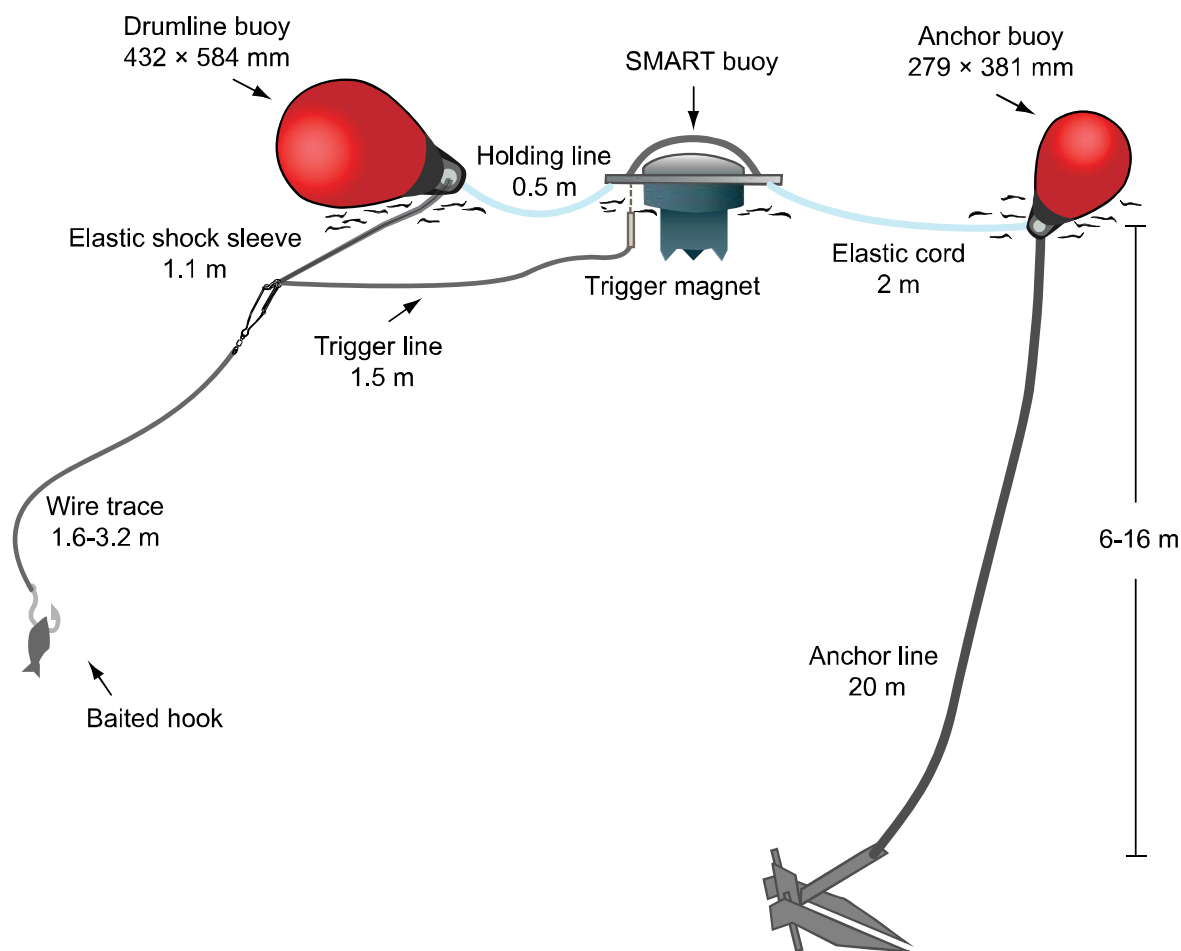 Drumline buoy
432 × 584 mm
SMART buoy
Anchor buoy
279 × 381 mm
Holding line
0.5 m
Elastic shock sleeve
1.1 m
Trigger magnet
Elastic cord
2 m
Trigger line
1.5 m
Wire trace
1.6-3.2 m
6-16 m
Anchor line
20 m
Baited hook